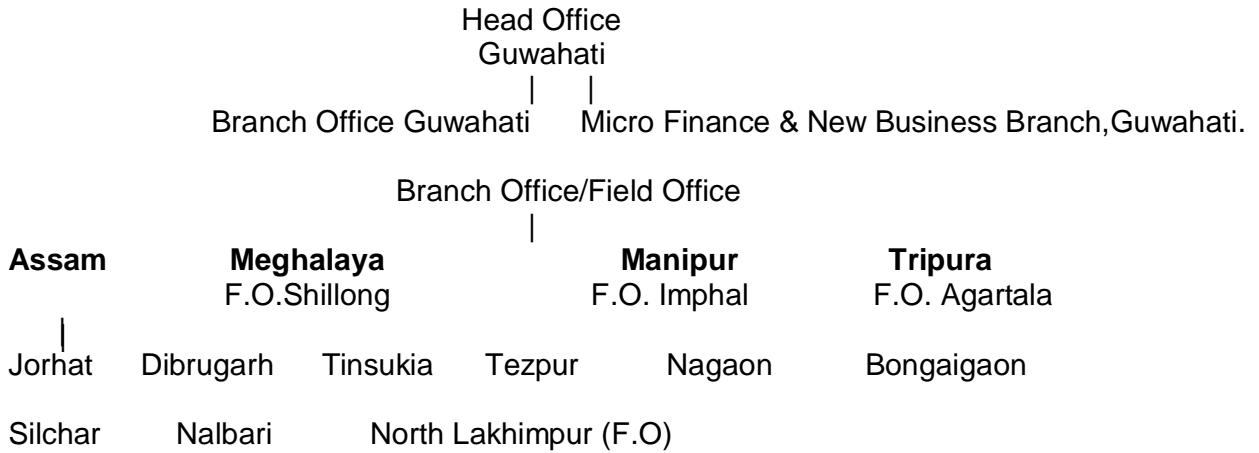 Head Office
Guwahati
| |
Branch Office Guwahati Micro Finance & New Business Branch,Guwahati.
Branch Office/Field Office
|
Assam Meghalaya Manipur Tripura
F.O.Shillong F.O. Imphal F.O. Agartala
|
Jorhat Dibrugarh Tinsukia Tezpur Nagaon Bongaigaon
Silchar Nalbari North Lakhimpur (F.O)